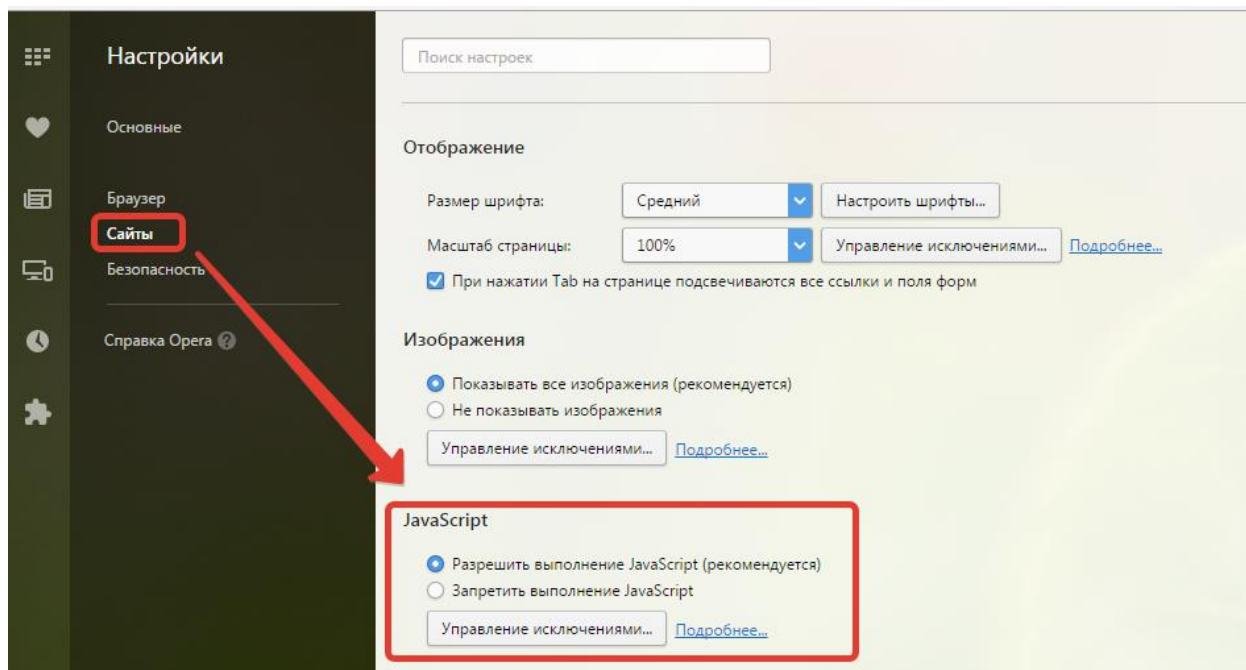 Настройки
Основные
Браузер
Сайты
Безопасность
Справка Opera ?
Поиск настроек
Отображение
Размер шрифта: Средний Настроить шрифты...
Масштаб страницы: 100% Управление исключениями... Подробнее...
При нажатии Tab на странице подсвечиваются все ссылки и поля форм
Изображения
Показывать все изображения (рекомендуется)
Не показывать изображения
Управление исключениями... Подробнее...
JavaScript
Разрешить выполнение JavaScript (рекомендуется)
Запретить выполнение JavaScript
Управление исключениями... Подробнее...